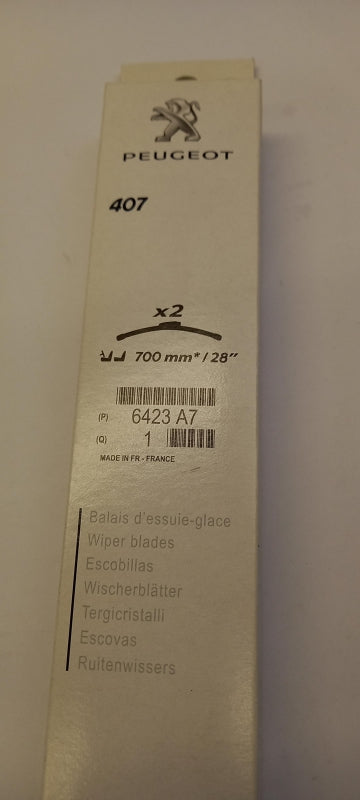 PEUGEOT
407
x2
700 mm* / 28"
(P) 6423 A7
(Q) 1
MADE IN FR - FRANCE
Balais d'essuie-glace
Wiper blades
Escobillas
Wischerblätter
Tergicristalli
Escovas
Ruitenwissers